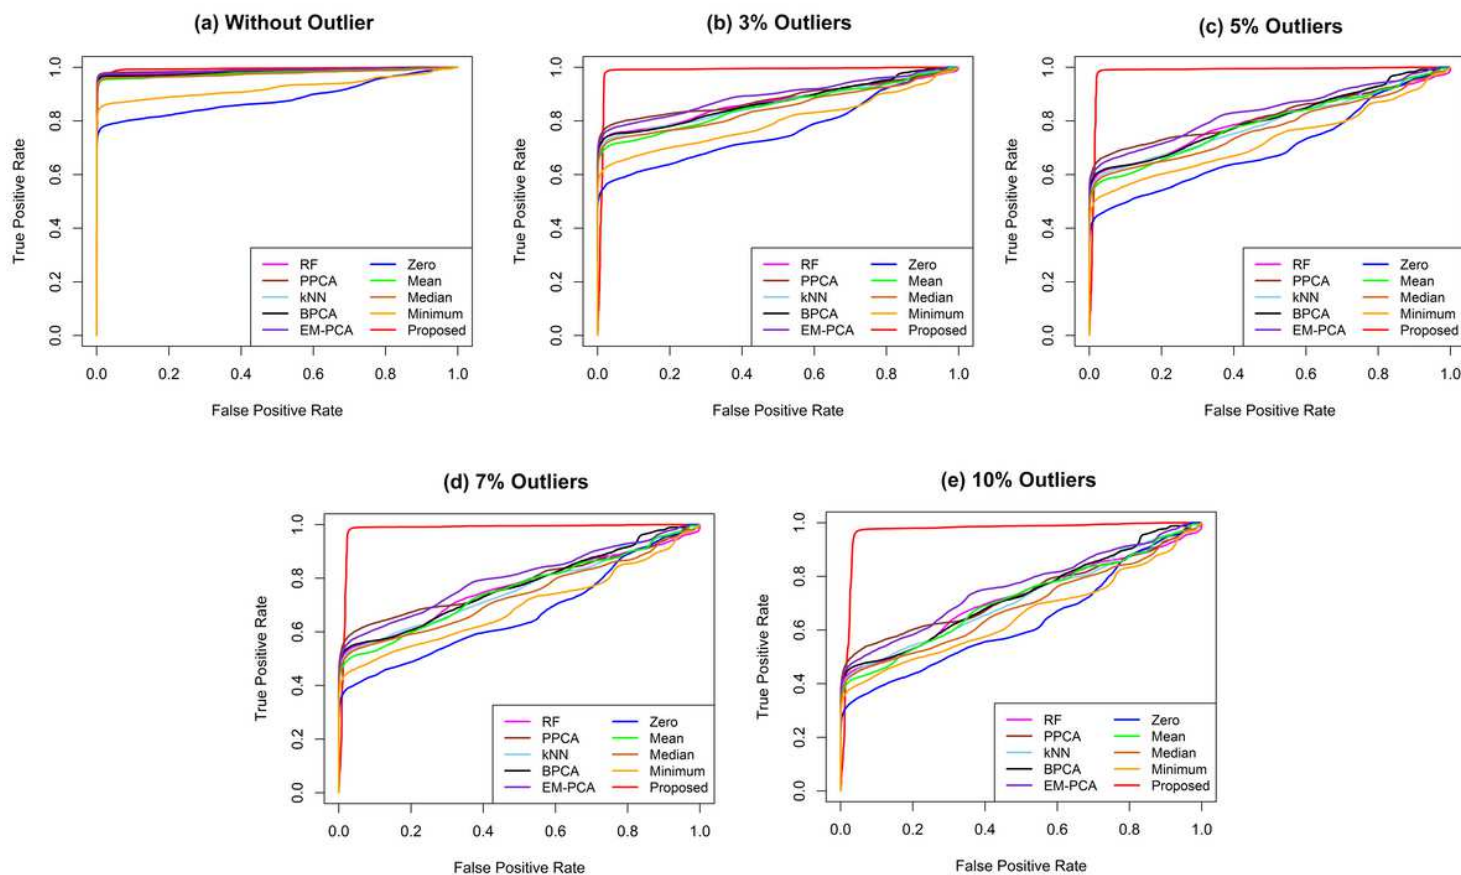 (a) Without Outlier
True Positive Rate
1.0
0.8
0.6
0.4
0.2
0.0
RF Zero
PPCA Mean
kNN Median
BPCA Minimum
EM-PCA Proposed
0.0 0.2 0.4 0.6 0.8 1.0
False Positive Rate
(b) 3% Outliers
True Positive Rate
1.0
0.8
0.6
0.4
0.2
0.0
RF Zero
PPCA Mean
kNN Median
BPCA Minimum
EM-PCA Proposed
0.0 0.2 0.4 0.6 0.8 1.0
False Positive Rate
(c) 5% Outliers
True Positive Rate
1.0
0.8
0.6
0.4
0.2
0.0
RF Zero
PPCA Mean
kNN Median
BPCA Minimum
EM-PCA Proposed
0.0 0.2 0.4 0.6 0.8 1.0
False Positive Rate
(d) 7% Outliers
True Positive Rate
1.0
0.8
0.6
0.4
0.2
0.0
RF Zero
PPCA Mean
kNN Median
BPCA Minimum
EM-PCA Proposed
0.0 0.2 0.4 0.6 0.8 1.0
False Positive Rate
(e) 10% Outliers
True Positive Rate
1.0
0.8
0.6
0.4
0.2
0.0
RF Zero
PPCA Mean
kNN Median
BPCA Minimum
EM-PCA Proposed
0.0 0.2 0.4 0.6 0.8 1.0
False Positive Rate